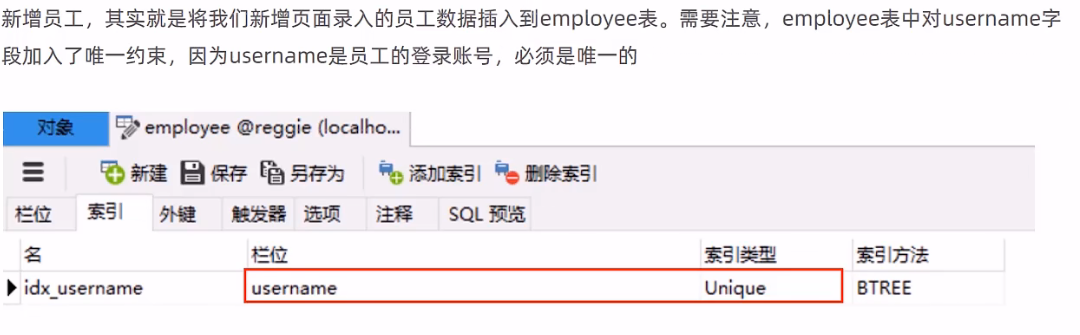 新增员工，其实就是将我们新增页面录入的员工数据插入到employee表。需要注意，employee表中对username字
段加入了唯一约束，因为username是员工的登录账号，必须是唯一的
对象 employee @reggie (localho...
新建 保存 另存为 添加索引 删除索引
栏位 索引 外键 触发器 选项 注释 SQL 预览
名 栏位 索引类型 索引方法
idx_username username Unique BTREE